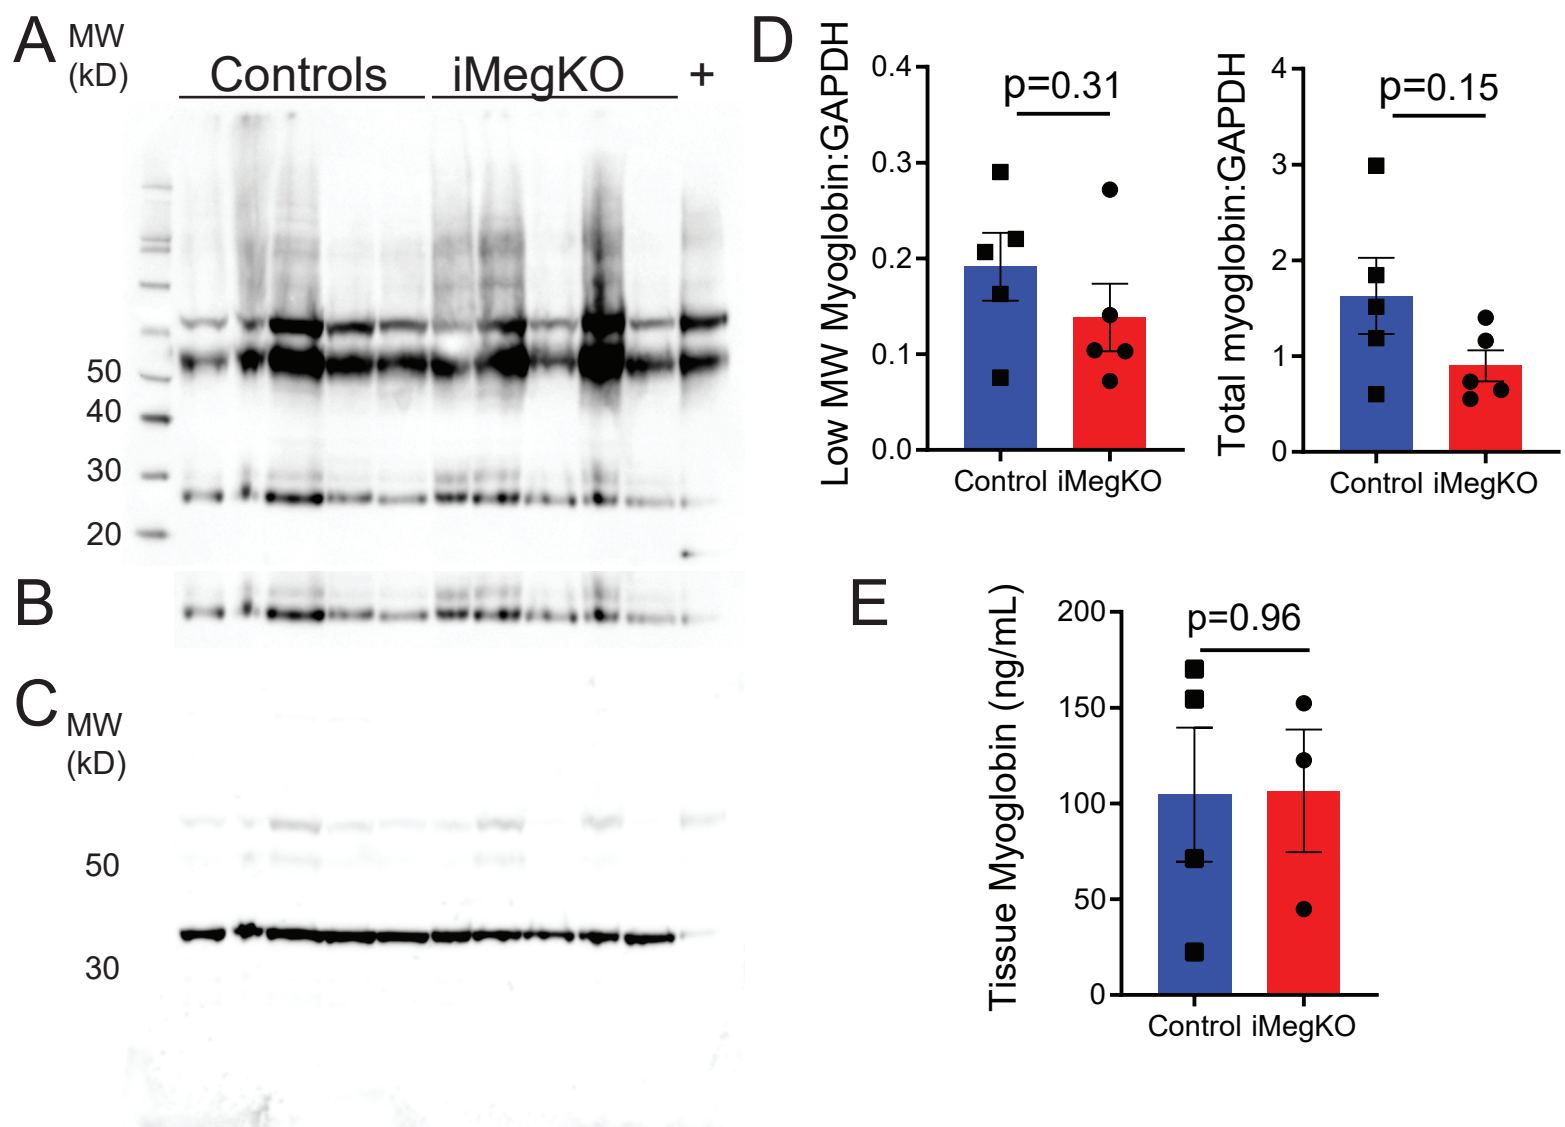 A
MW
(kD)
Controls
iMegKO
+
50
40
30
20
B
C
MW
(kD)
50
30
D
Low MW Myoglobin:GAPDH
0.4
0.3
0.2
0.1
0.0
p=0.31
Control iMegKO
Total myoglobin:GAPDH
4
3
2
1
0
p=0.15
Control iMegKO
E
Tissue Myoglobin (ng/mL)
200
150
100
50
0
p=0.96
Control iMegKO